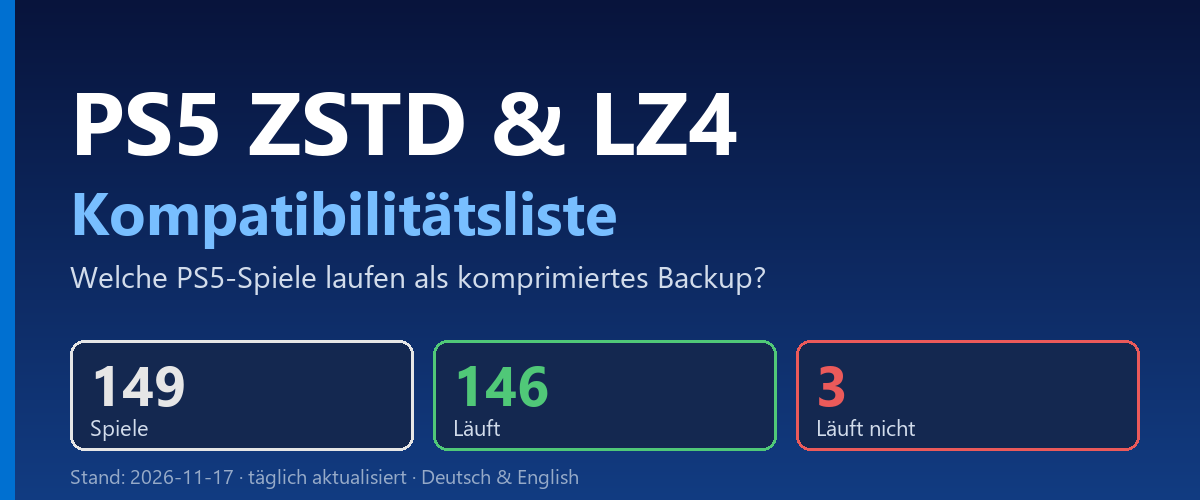 PS5 ZSTD & LZ4
Kompatibilitätsliste
Welche PS5-Spiele laufen als komprimiertes Backup?
149
Spiele
146
Läuft
3
Läuft nicht
Stand: 2026-11-17 · täglich aktualisiert · Deutsch & English